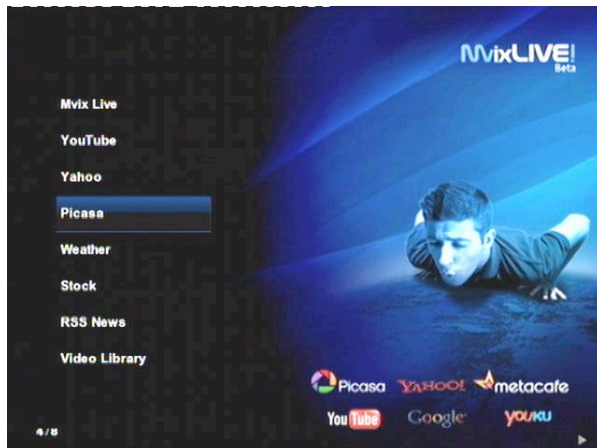 MvixLIVE!
Beta
Mvix Live
YouTube
Yahoo
Picasa
Weather
Stock
RSS News
Video Library
Picasa YAHOO! metacafe
YouTube Google YOUKU
4/8